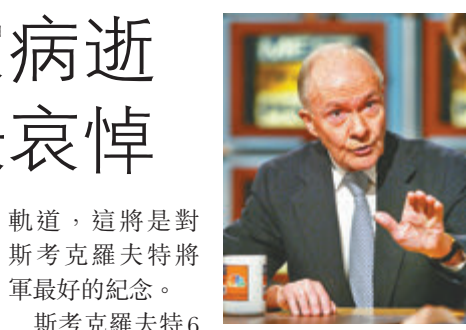 病逝
哀悼
軌道，這將是對
斯考克羅夫特將
軍最好的紀念。
斯考克羅夫特6